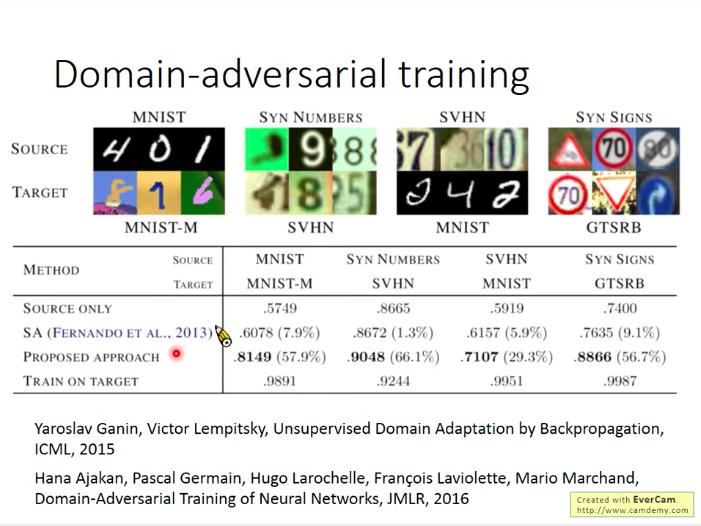 Domain-adversarial training
MNIST SYN NUMBERS SVHN SYN SIGNS
SOURCE 4 0 1 9 8 8 7 10 70 80
TARGET 8 1 6 8 5 2 4 2 70
MNIST-M SVHN MNIST GTSRB
METHOD SOURCE MNIST SYN NUMBERS SVHN SYN SIGNS
TARGET MNIST-M SVHN MNIST GTSRB
SOURCE ONLY .5749 .8665 .5919 .7400
SA (FERNANDO ET AL., 2013) .6078 (7.9%) .8672 (1.3%) .6157 (5.9%) .7635 (9.1%)
PROPOSED APPROACH .8149 (57.9%) .9048 (66.1%) .7107 (29.3%) .8866 (56.7%)
TRAIN ON TARGET .9891 .9244 .9951 .9987
Yaroslav Ganin, Victor Lempitsky, Unsupervised Domain Adaptation by Backpropagation,
ICML, 2015
Hana Ajakan, Pascal Germain, Hugo Larochelle, François Laviolette, Mario Marchand,
Domain-Adversarial Training of Neural Networks, JMLR, 2016
Created with EverCam.
http://www.camdemy.com